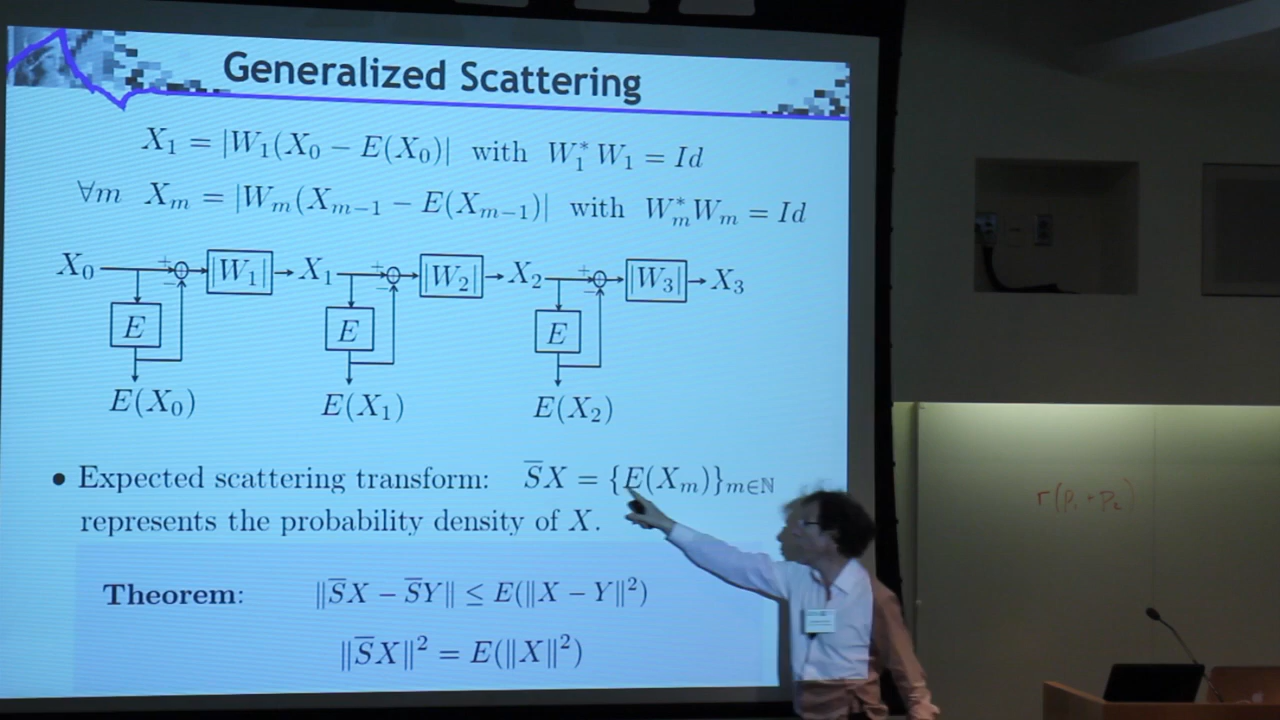 Generalized Scattering
X₁ = |W₁(X₀ − E(X₀)| with W₁* W₁ = Id
∀m Xₘ = |Wₘ(Xₘ₋₁ − E(Xₘ₋₁)| with Wₘ* Wₘ = Id
X₀ + − |W₁| X₁ + − |W₂| X₂ + − |W₃| X₃
E E E
E(X₀) E(X₁) E(X₂)
• Expected scattering transform: S̅X = {E(Xₘ)}ₘ∈ℕ
represents the probability density of X.
Theorem: ‖S̅X − S̅Y‖ ≤ E(‖X − Y‖²)
‖S̅X‖² = E(‖X‖²)
r(p₁ + p₂)